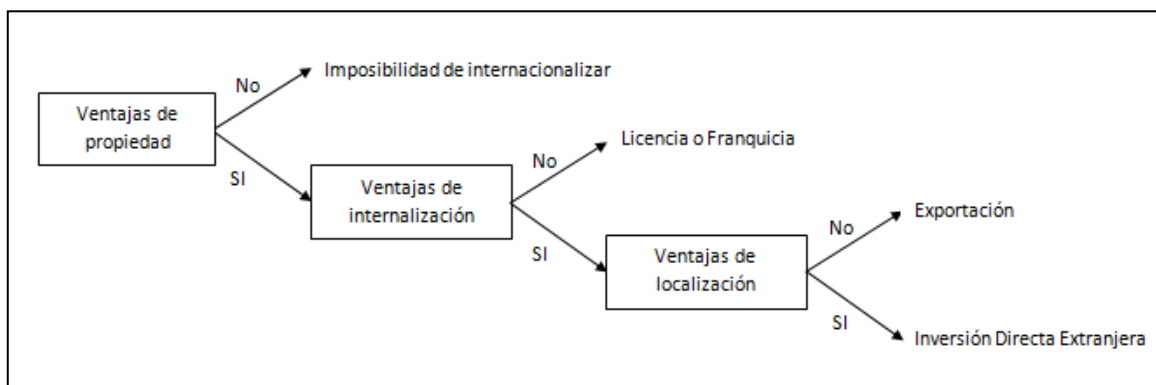 No
Imposibilidad de internacionalizar
Ventajas de
propiedad
SI
No
Licencia o Franquicia
Ventajas de
internalización
SI
No
Exportación
Ventajas de
localización
SI
Inversión Directa Extranjera